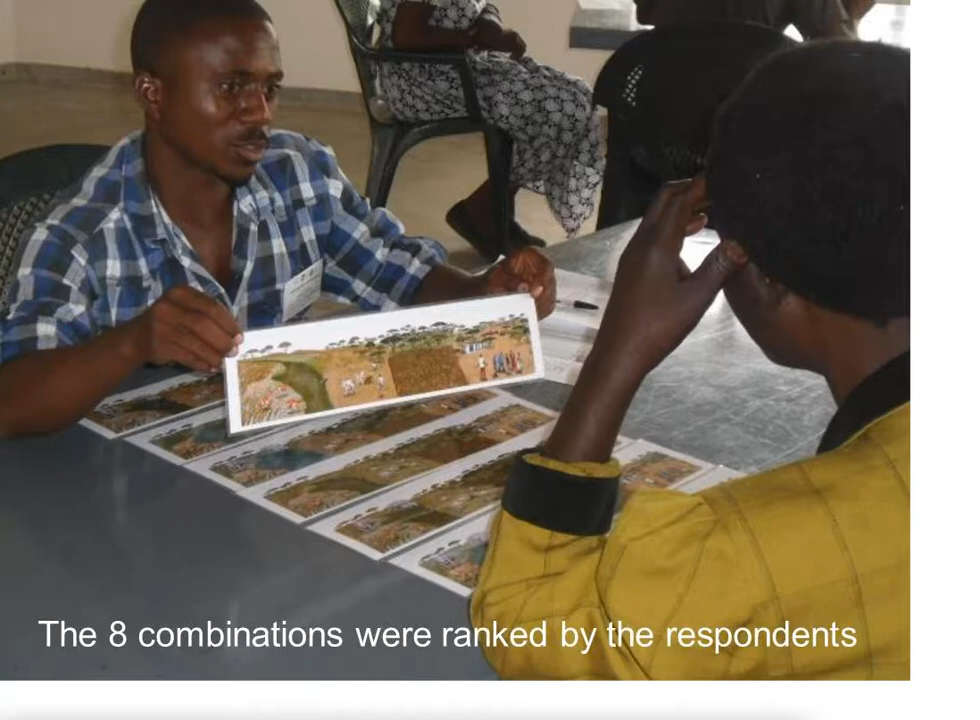 The 8 combinations were ranked by the respondents